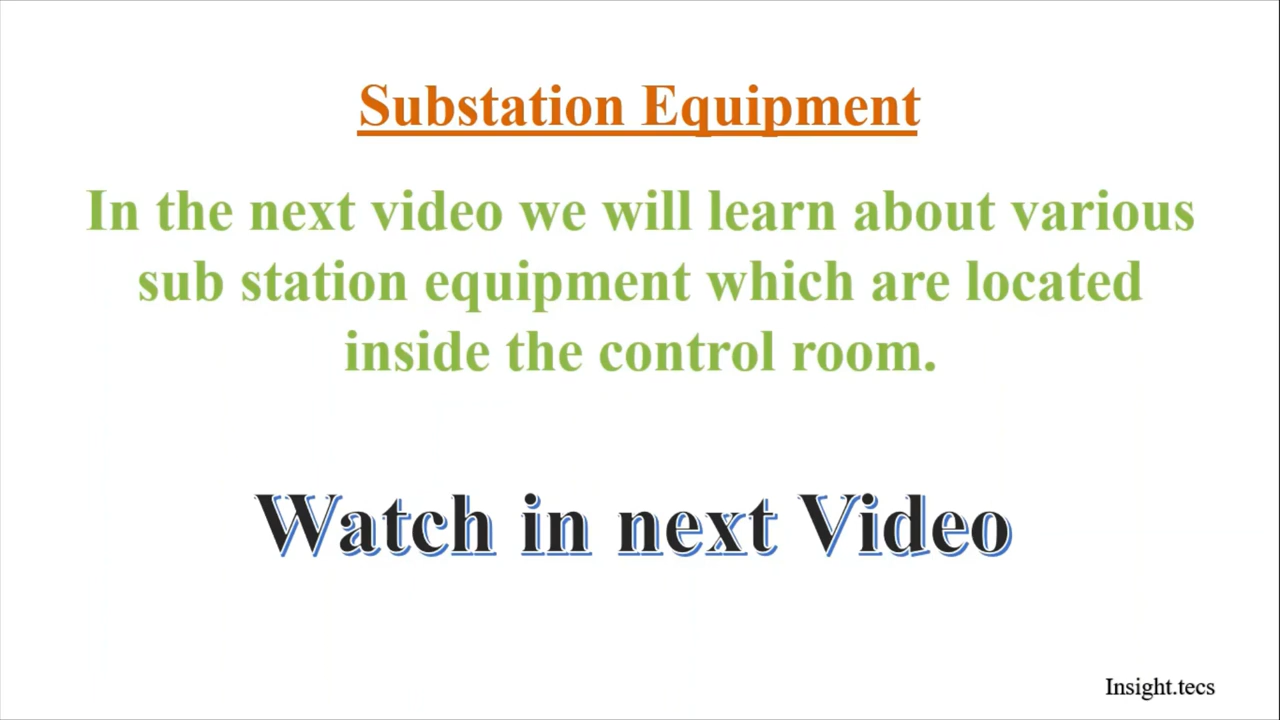 Substation Equipment
In the next video we will learn about various
sub station equipment which are located
inside the control room.
Watch in next Video
Insight.tecs